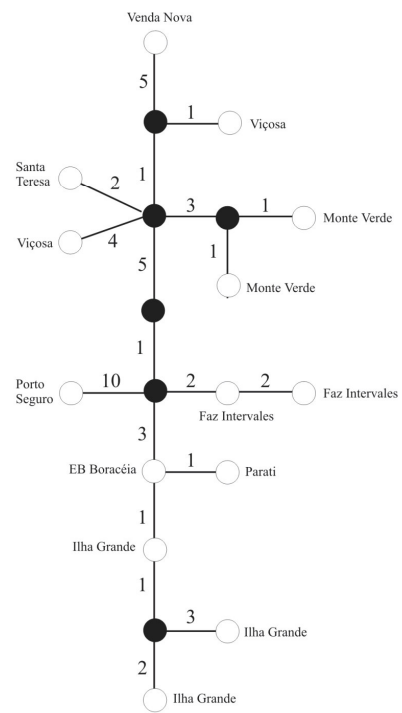 Venda Nova
5
1
Viçosa
Santa
Teresa
2
1
3
1
Monte Verde
Viçosa
4
1
5
Monte Verde
1
Porto
Seguro
10
2
2
Faz Intervales
Faz Intervales
3
EB Boracéia
1
Parati
1
Ilha Grande
1
3
Ilha Grande
2
Ilha Grande